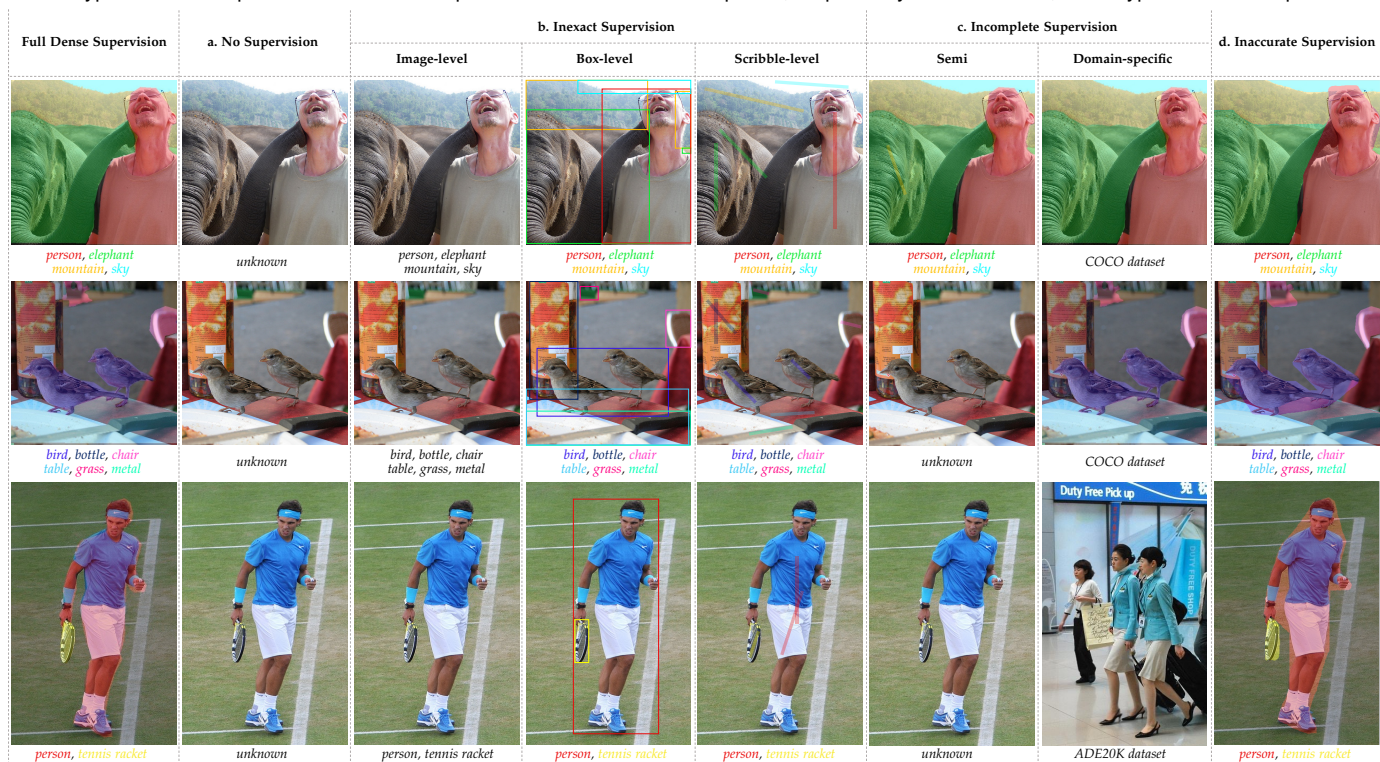 Full Dense Supervision
a. No Supervision
b. Inexact Supervision
c. Incomplete Supervision
d. Inaccurate Supervision
Image-level
Box-level
Scribble-level
Semi
Domain-specific
person, elephant
mountain, sky
unknown
person, elephant
mountain, sky
person, elephant
mountain, sky
person, elephant
mountain, sky
person, elephant
mountain, sky
COCO dataset
person, elephant
mountain, sky
bird, bottle, chair
table, grass, metal
unknown
bird, bottle, chair
table, grass, metal
bird, bottle, chair
table, grass, metal
bird, bottle, chair
table, grass, metal
unknown
COCO dataset
bird, bottle, chair
table, grass, metal
Duty Free Pick up
DUTY FREE SHOP
person, tennis racket
unknown
person, tennis racket
person, tennis racket
person, tennis racket
unknown
ADE20K dataset
person, tennis racket